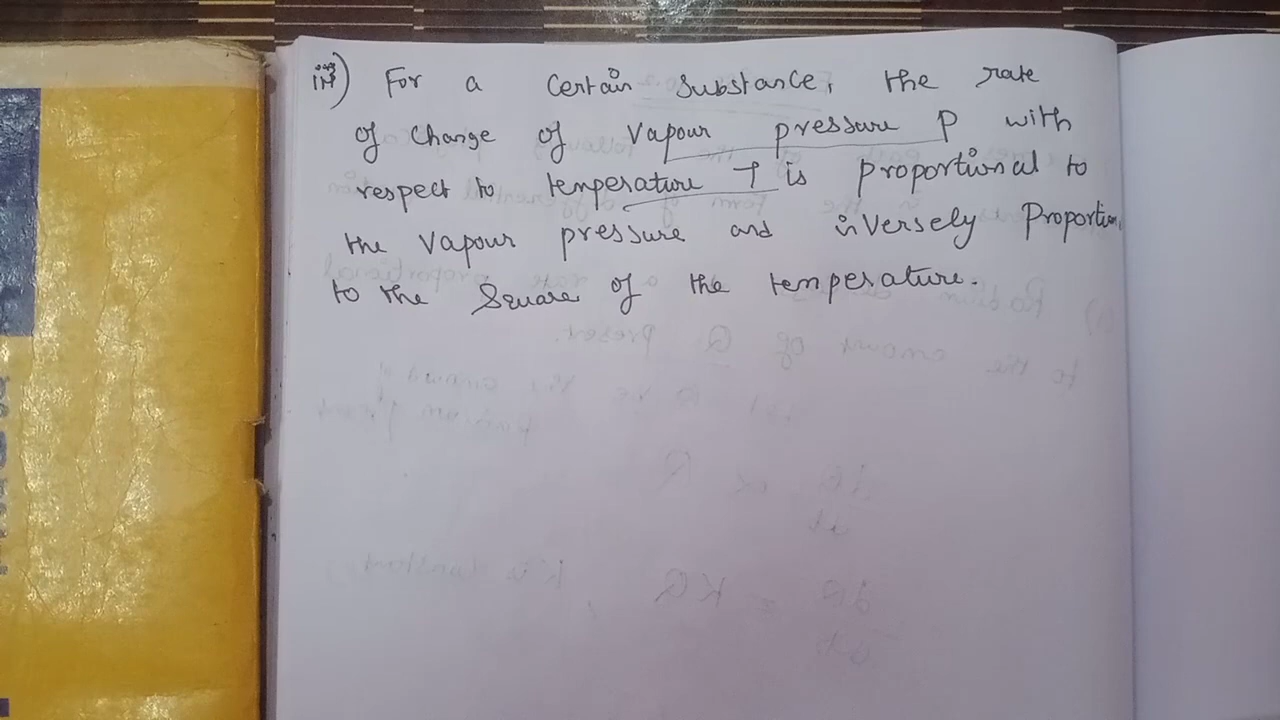 iii) For a certain substance, the rate
of change of vapour pressure P with
respect to temperature T is proportional to
the vapour pressure and inversely proportion
to the square of the temperature.